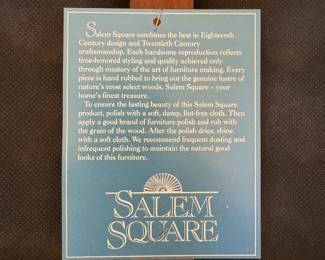 Salem Square combines the best in Eighteenth
Century design and Twentieth Century
craftsmanship. Each handsome reproduction reflects
time-honored styling and quality achieved only
through mastery of the art of furniture making. Every
piece is hand rubbed to bring out the genuine lustre of
nature's most select woods. Salem Square – your
home's finest treasure.
To ensure the lasting beauty of this Salem Square
product, polish with a soft, damp, lint-free cloth. Then
apply a good brand of furniture polish and rub with
the grain of the wood. After the polish dries, shine
with a soft cloth. We recommend frequent dusting and
infrequent polishing to maintain the natural good
looks of this furniture.
SALEM
SQUARE